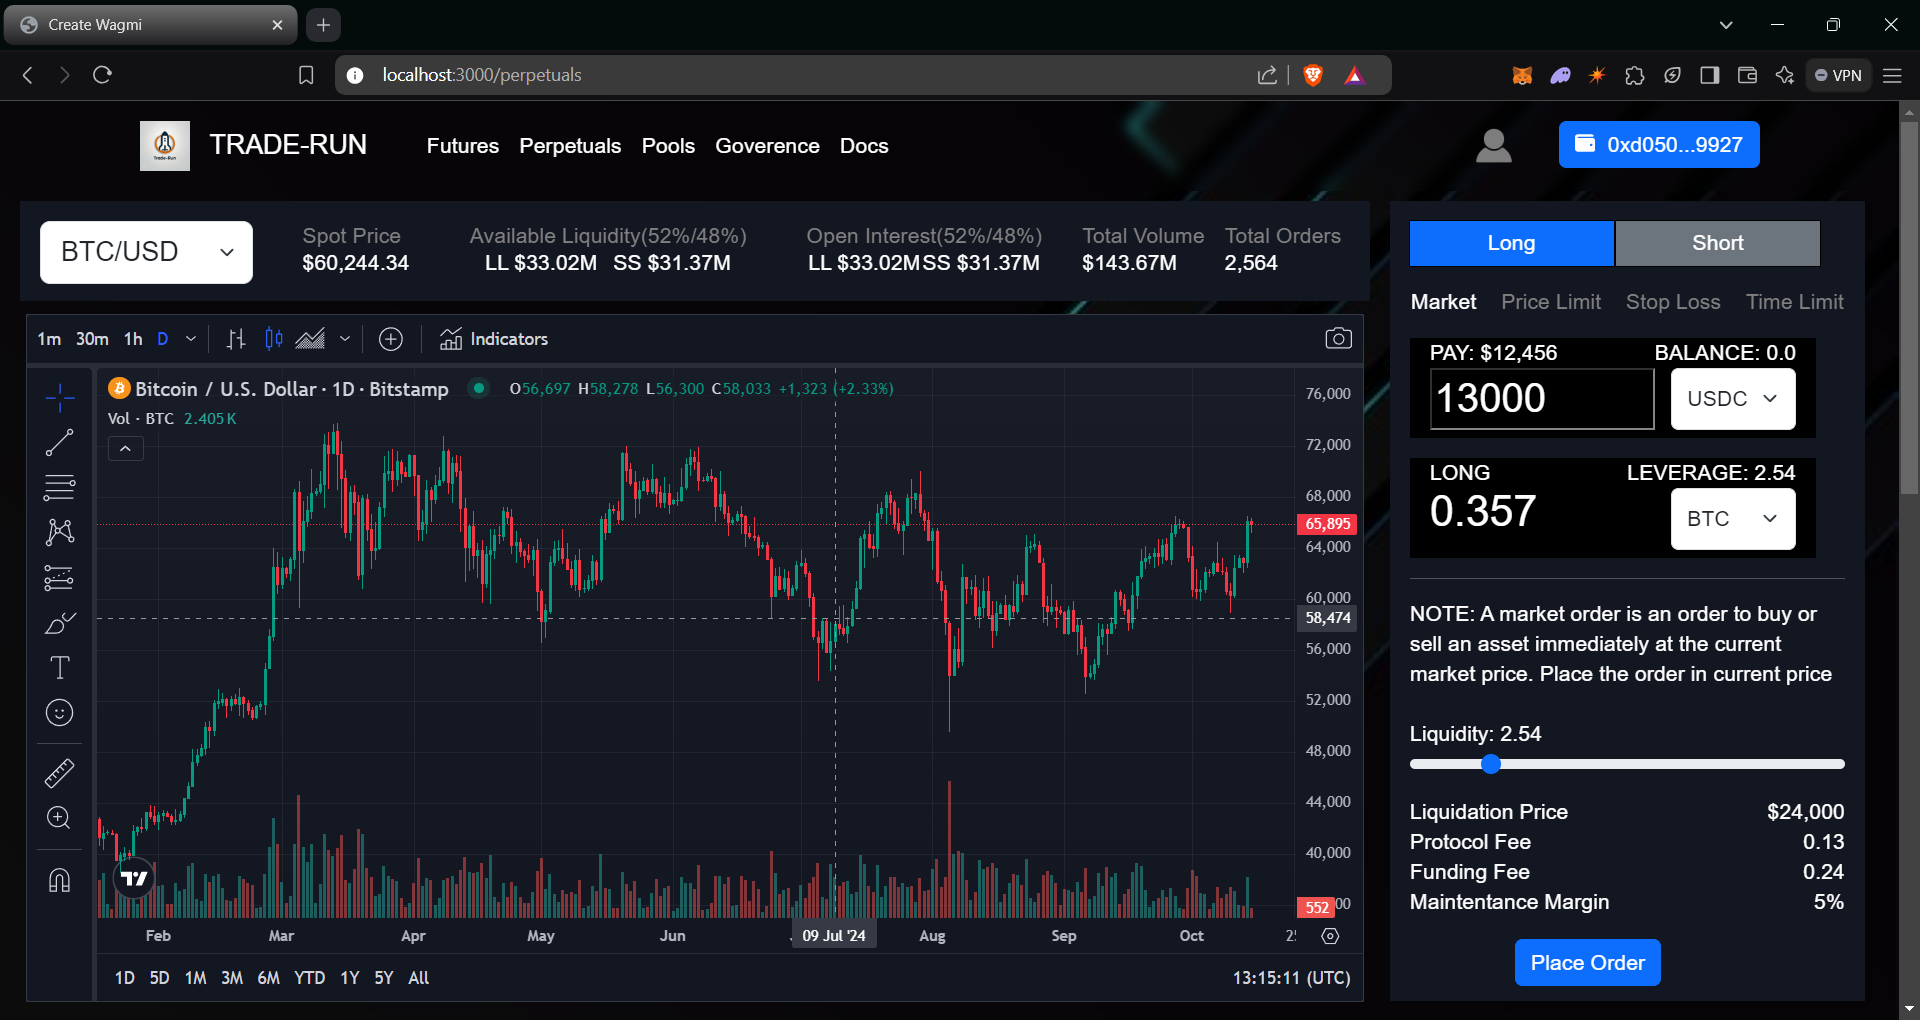 Create Wagmi
localhost:3000/perpetuals
VPN
Trade-Run
TRADE-RUN
Futures Perpetuals Pools Goverence Docs
0xd050...9927
BTC/USD
Spot Price
$60,244.34
Available Liquidity(52%/48%)
LL $33.02M SS $31.37M
Open Interest(52%/48%)
LL $33.02MSS $31.37M
Total Volume
$143.67M
Total Orders
2,564
1m 30m 1h D
Indicators
Bitcoin / U.S. Dollar · 1D · Bitstamp
O56,697 H58,278 L56,300 C58,033 +1,323 (+2.33%)
Vol · BTC 2.405K
76,000
72,000
68,000
65,895
64,000
60,000
58,474
56,000
52,000
48,000
44,000
40,000
552
00
Feb Mar Apr May Jun 09 Jul '24 Aug Sep Oct
1D 5D 1M 3M 6M YTD 1Y 5Y All
13:15:11 (UTC)
Long Short
Market Price Limit Stop Loss Time Limit
PAY: $12,456 BALANCE: 0.0
13000 USDC
LONG LEVERAGE: 2.54
0.357 BTC
NOTE: A market order is an order to buy or
sell an asset immediately at the current
market price. Place the order in current price
Liquidity: 2.54
Liquidation Price $24,000
Protocol Fee 0.13
Funding Fee 0.24
Maintentance Margin 5%
Place Order